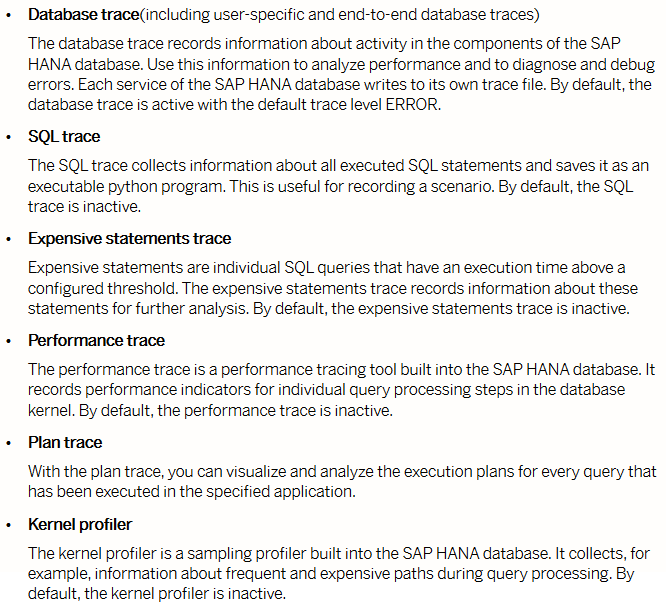 • Database trace(including user-specific and end-to-end database traces)
The database trace records information about activity in the components of the SAP
HANA database. Use this information to analyze performance and to diagnose and debug
errors. Each service of the SAP HANA database writes to its own trace file. By default, the
database trace is active with the default trace level ERROR.
• SQL trace
The SQL trace collects information about all executed SQL statements and saves it as an
executable python program. This is useful for recording a scenario. By default, the SQL
trace is inactive.
• Expensive statements trace
Expensive statements are individual SQL queries that have an execution time above a
configured threshold. The expensive statements trace records information about these
statements for further analysis. By default, the expensive statements trace is inactive.
• Performance trace
The performance trace is a performance tracing tool built into the SAP HANA database. It
records performance indicators for individual query processing steps in the database
kernel. By default, the performance trace is inactive.
• Plan trace
With the plan trace, you can visualize and analyze the execution plans for every query that
has been executed in the specified application.
• Kernel profiler
The kernel profiler is a sampling profiler built into the SAP HANA database. It collects, for
example, information about frequent and expensive paths during query processing. By
default, the kernel profiler is inactive.